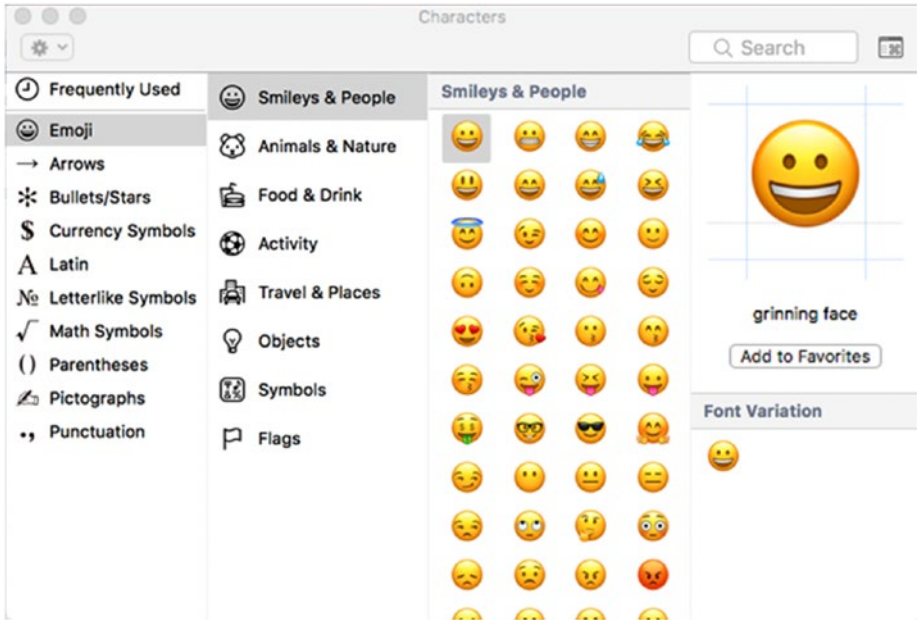 Characters
Search
Frequently Used
Emoji
Arrows
Bullets/Stars
$ Currency Symbols
A Latin
№ Letterlike Symbols
√ Math Symbols
() Parentheses
Pictographs
., Punctuation
Smileys & People
Animals & Nature
Food & Drink
Activity
Travel & Places
Objects
Symbols
Flags
Smileys & People
grinning face
Add to Favorites
Font Variation